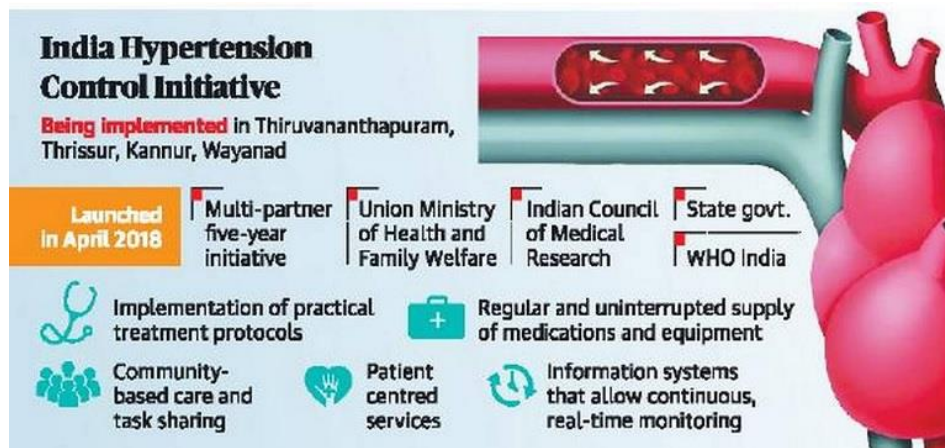 India Hypertension
Control Initiative
Being implemented in Thiruvananthapuram,
Thrissur, Kannur, Wayanad
Launched
in April 2018
Multi-partner
five-year
initiative
Union Ministry
of Health and
Family Welfare
Indian Council
of Medical
Research
State govt.
WHO India
Implementation of practical
treatment protocols
Regular and uninterrupted supply
of medications and equipment
Community-
based care and
task sharing
Patient
centred
services
Information systems
that allow continuous,
real-time monitoring